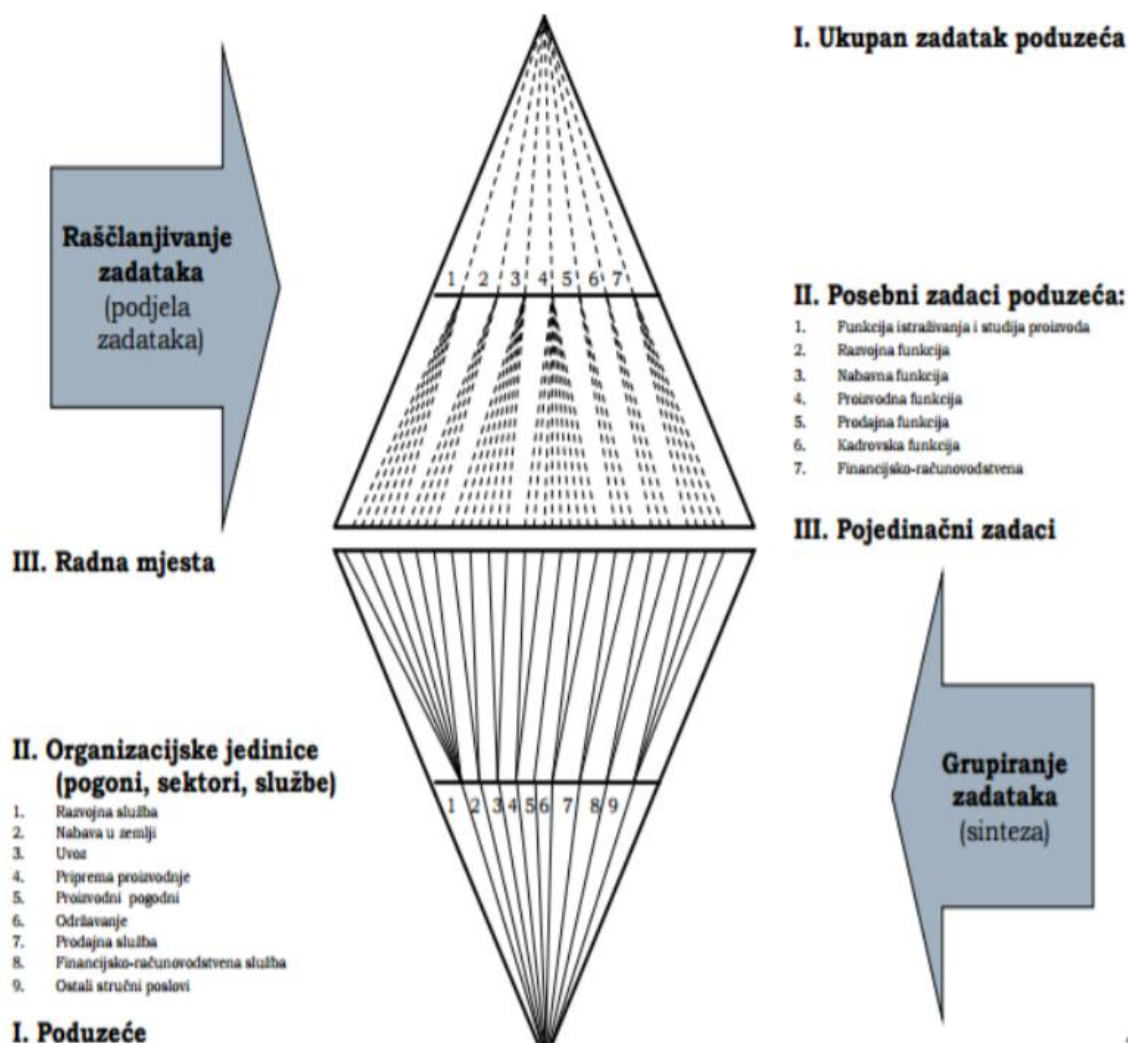 I. Ukupan zadatak poduzeća
Raščlanjivanje
zadataka
(podjela
zadataka)
1 2 3 4 5 6 7
II. Posebni zadaci poduzeća:
1. Funkcija istraživanja i studija proizvoda
2. Razvojna funkcija
3. Nabavna funkcija
4. Proizvodna funkcija
5. Prodajna funkcija
6. Kadrovska funkcija
7. Financijsko-računovodstvena
III. Pojedinačni zadaci
III. Radna mjesta
II. Organizacijske jedinice
(pogoni, sektori, službe)
1. Razvojna služba
2. Nabava u zemlji
3. Uvoz
4. Priprema proizvodnje
5. Proizvodni pogodni
6. Održavanje
7. Prodajna služba
8. Financijsko-računovodstvena služba
9. Ostali stručni poslovi
1 2 3 4 5 6 7 8 9
Grupiranje
zadataka
(sinteza)
I. Poduzeće